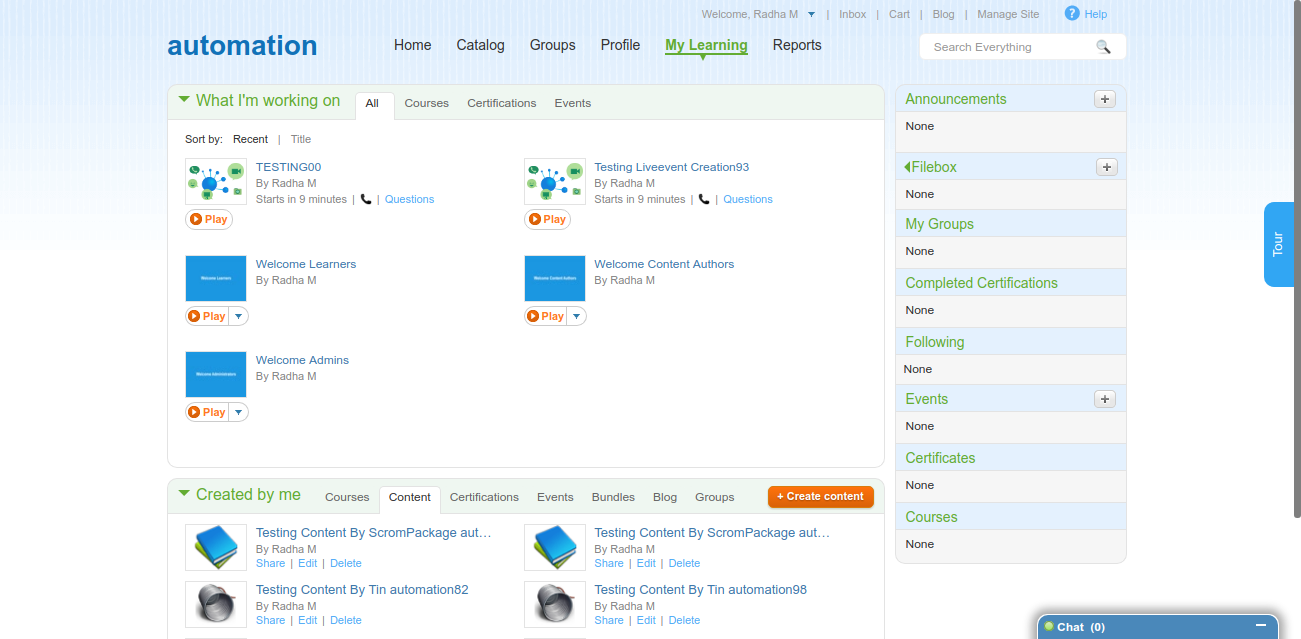 Welcome, Radha M | Inbox | Cart | Blog | Manage Site ? Help
automation
Home Catalog Groups Profile My Learning Reports
Search Everything
What I'm working on All Courses Certifications Events
Sort by: Recent | Title
TESTING00
By Radha M
Starts in 9 minutes | | Questions
Play
Testing Liveevent Creation93
By Radha M
Starts in 9 minutes | | Questions
Play
Welcome Learners
Welcome Learners
By Radha M
Play
Welcome Content Authors
Welcome Content Authors
By Radha M
Play
Welcome Administrators
Welcome Admins
By Radha M
Play
Created by me Courses Content Certifications Events Bundles Blog Groups + Create content
Testing Content By ScromPackage aut…
By Radha M
Share | Edit | Delete
Testing Content By ScromPackage aut…
By Radha M
Share | Edit | Delete
Testing Content By Tin automation82
By Radha M
Share | Edit | Delete
Testing Content By Tin automation98
By Radha M
Share | Edit | Delete
Announcements +
None
Filebox +
None
My Groups
None
Completed Certifications
None
Following
None
Events +
None
Certificates
None
Courses
None
Tour
Chat (0)